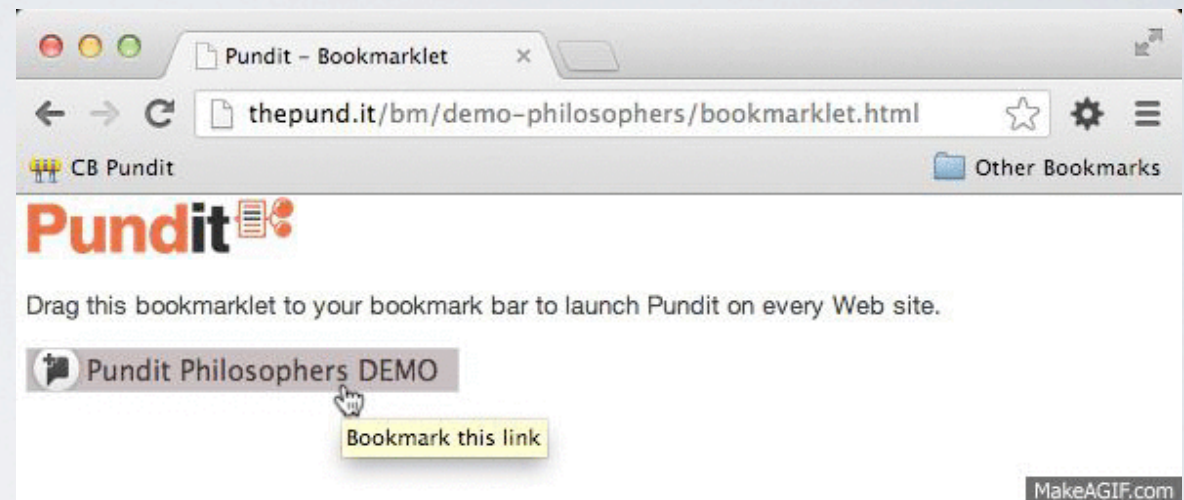 Pundit – Bookmarklet
thepund.it/bm/demo-philosophers/bookmarklet.html
CB Pundit
Other Bookmarks
Pundit
Drag this bookmarklet to your bookmark bar to launch Pundit on every Web site.
Pundit Philosophers DEMO
Bookmark this link
MakeAGIF.com